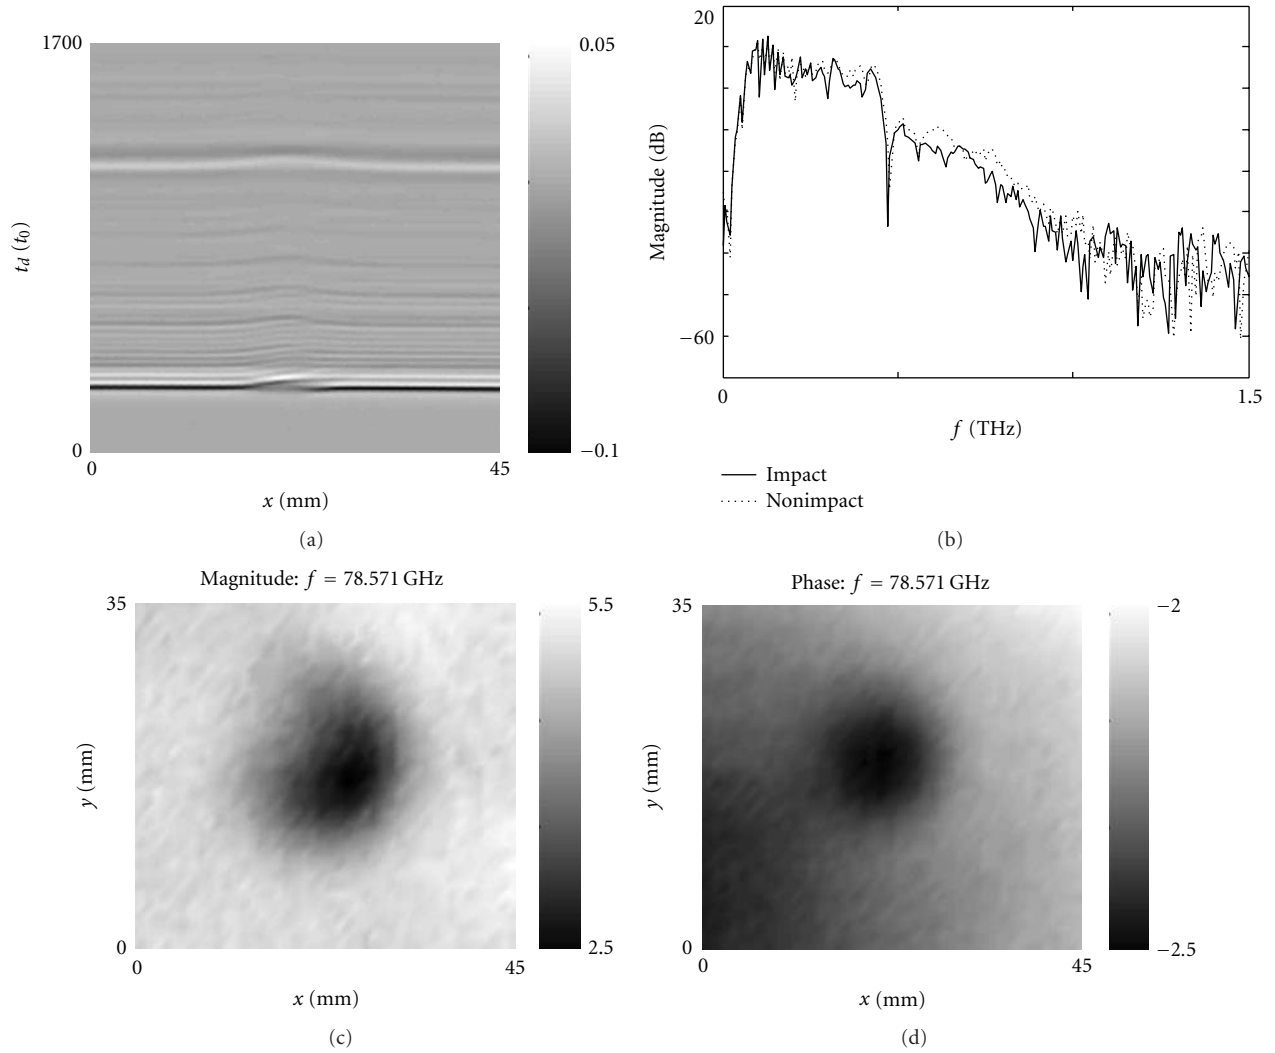 1700
t_d (t_0)
0
0
45
x (mm)
0.05
−0.1
(a)
20
Magnitude (dB)
−60
0
1.5
f (THz)
Impact
Nonimpact
(b)
Magnitude: f = 78.571 GHz
35
y (mm)
0
0
45
x (mm)
5.5
2.5
(c)
Phase: f = 78.571 GHz
35
y (mm)
0
0
45
x (mm)
−2
−2.5
(d)